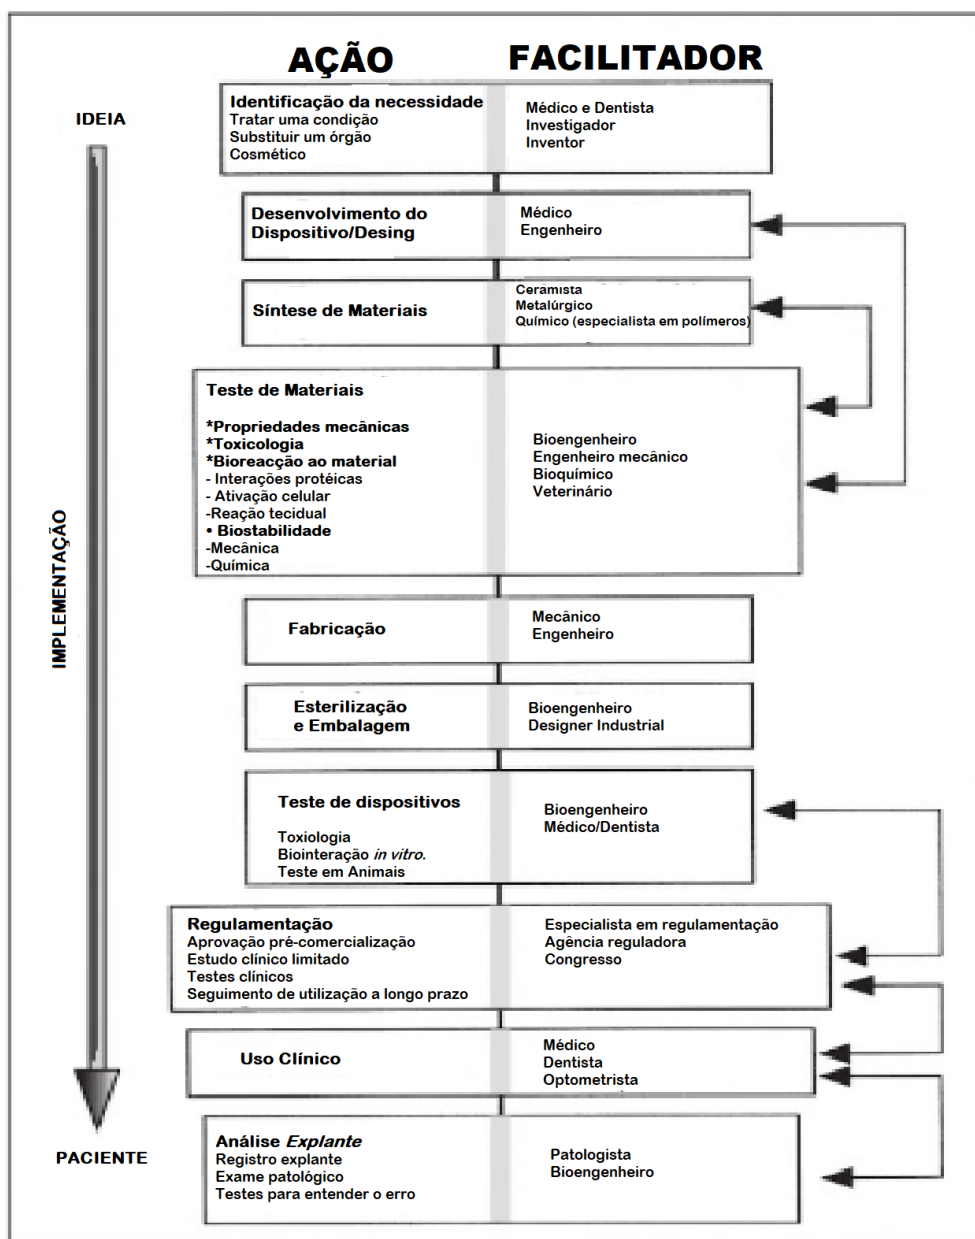 AÇÃO
FACILITADOR
IDEIA
IMPLEMENTAÇÃO
PACIENTE
Identificação da necessidade
Tratar uma condição
Substituir um órgão
Cosmético
Médico e Dentista
Investigador
Inventor
Desenvolvimento do
Dispositivo/Desing
Médico
Engenheiro
Síntese de Materiais
Ceramista
Metalúrgico
Químico (especialista em polímeros)
Teste de Materiais
*Propriedades mecânicas
*Toxicologia
*Bioreacção ao material
- Interações protéicas
- Ativação celular
-Reação tecidual
• Biostabilidade
-Mecânica
-Química
Bioengenheiro
Engenheiro mecânico
Bioquímico
Veterinário
Fabricação
Mecânico
Engenheiro
Esterilização
e Embalagem
Bioengenheiro
Designer Industrial
Teste de dispositivos
Toxiologia
Biointeração in vitro.
Teste em Animais
Bioengenheiro
Médico/Dentista
Regulamentação
Aprovação pré-comercialização
Estudo clínico limitado
Testes clínicos
Seguimento de utilização a longo prazo
Especialista em regulamentação
Agência reguladora
Congresso
Uso Clínico
Médico
Dentista
Optometrista
Análise Explante
Registro explante
Exame patológico
Testes para entender o erro
Patologista
Bioengenheiro